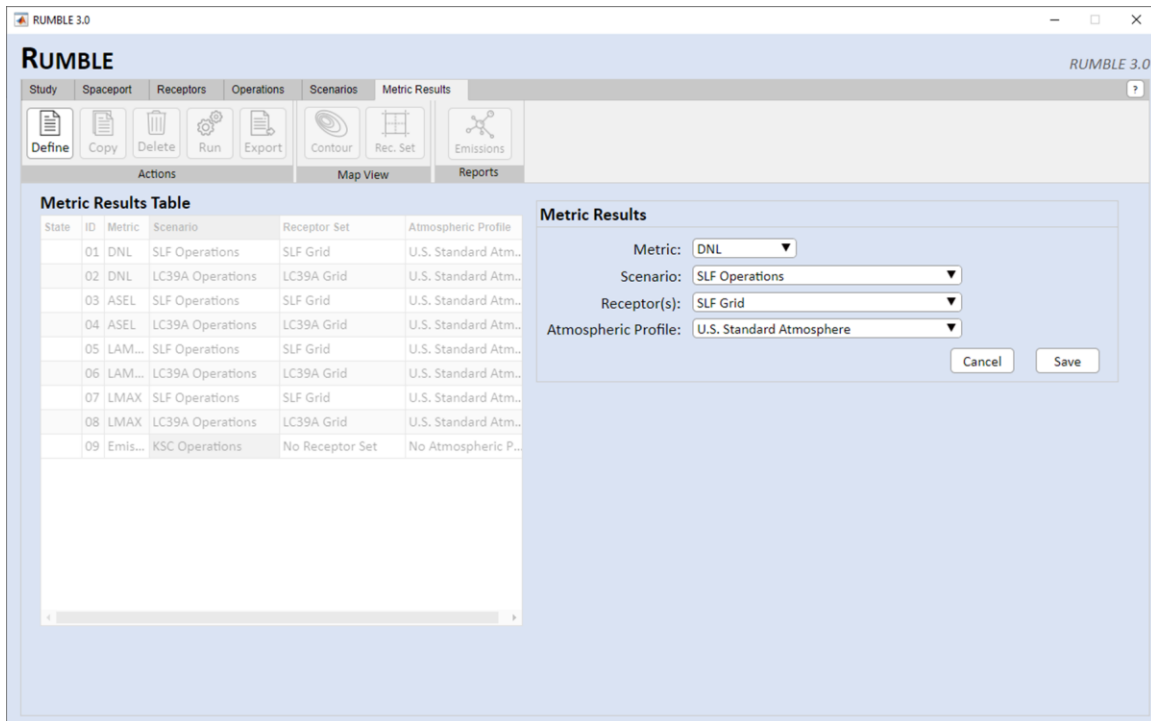 RUMBLE 3.0
RUMBLE
RUMBLE 3.0
Study Spaceport Receptors Operations Scenarios Metric Results ?
Define Copy Delete Run Export Contour Rec. Set Emissions
Actions Map View Reports
Metric Results Table
State ID Metric Scenario Receptor Set Atmospheric Profile
01 DNL SLF Operations SLF Grid U.S. Standard Atm..
02 DNL LC39A Operations LC39A Grid U.S. Standard Atm..
03 ASEL SLF Operations SLF Grid U.S. Standard Atm..
04 ASEL LC39A Operations LC39A Grid U.S. Standard Atm..
05 LAM... SLF Operations SLF Grid U.S. Standard Atm..
06 LAM... LC39A Operations LC39A Grid U.S. Standard Atm..
07 LMAX SLF Operations SLF Grid U.S. Standard Atm..
08 LMAX LC39A Operations LC39A Grid U.S. Standard Atm..
09 Emis... KSC Operations No Receptor Set No Atmospheric P...
Metric Results
Metric: DNL
Scenario: SLF Operations
Receptor(s): SLF Grid
Atmospheric Profile: U.S. Standard Atmosphere
Cancel Save